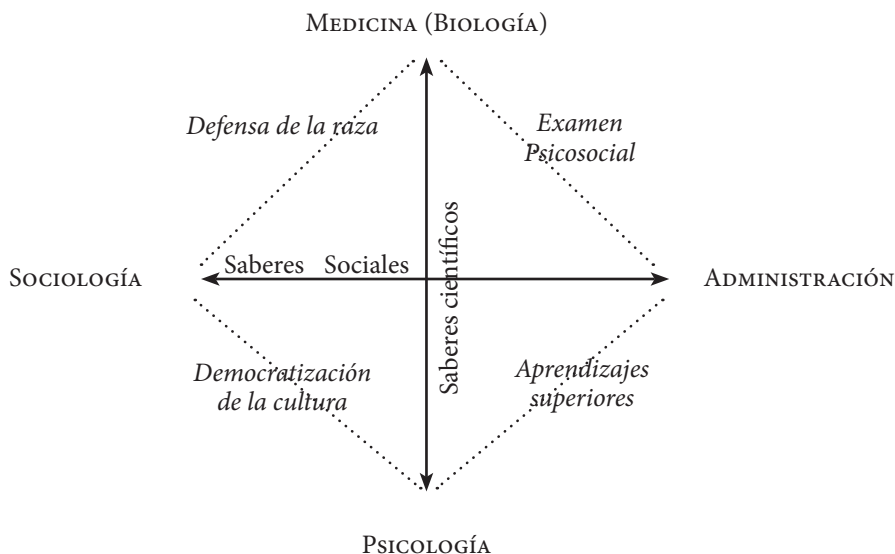 Medicina (Biología)
Defensa de la raza
Examen
Psicosocial
Saberes Sociales
Saberes científicos
Sociología
Administración
Democratización
de la cultura
Aprendizajes
superiores
Psicología